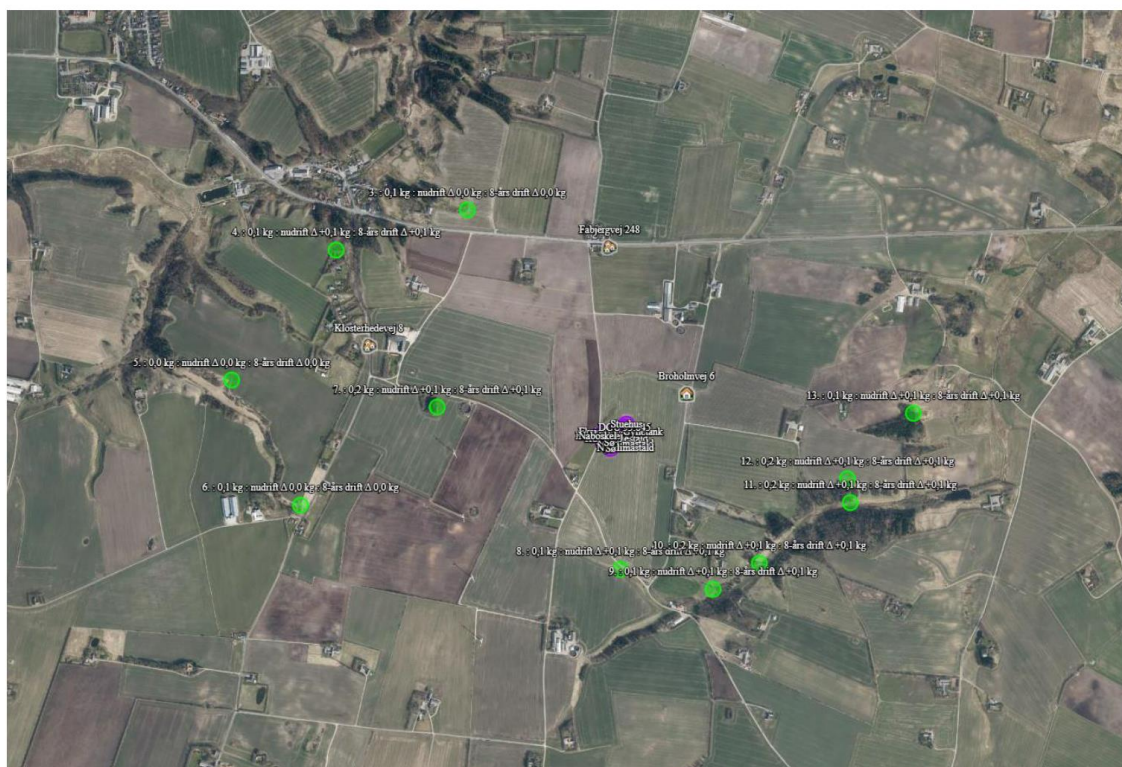 3. : 0,1 kg : nudrift Δ 0,0 kg : 8-års drift Δ 0,0 kg
4. : 0,1 kg : nudrift Δ +0,1 kg : 8-års drift Δ +0,1 kg
Fabjergvej 248
Klosterhedevej 8
5. : 0,0 kg : nudrift Δ 0,0 kg : 8-års drift Δ 0,0 kg
7. : 0,2 kg : nudrift Δ +0,1 kg : 8-års drift Δ +0,1 kg
Broholmvej 6
13. : 0,1 kg : nudrift Δ +0,1 kg : 8-års drift Δ +0,1 kg
Stuehus
12. : 0,2 kg : nudrift Δ +0,1 kg : 8-års drift Δ +0,1 kg
11. : 0,2 kg : nudrift Δ +0,1 kg : 8-års drift Δ +0,1 kg
6. : 0,1 kg : nudrift Δ 0,0 kg : 8-års drift Δ 0,0 kg
10. : 0,2 kg : nudrift Δ +0,1 kg : 8-års drift Δ +0,1 kg
8. : 0,1 kg : nudrift Δ +0,1 kg : 8-års drift Δ +0,1 kg
9. : 0,1 kg : nudrift Δ +0,1 kg : 8-års drift Δ +0,1 kg